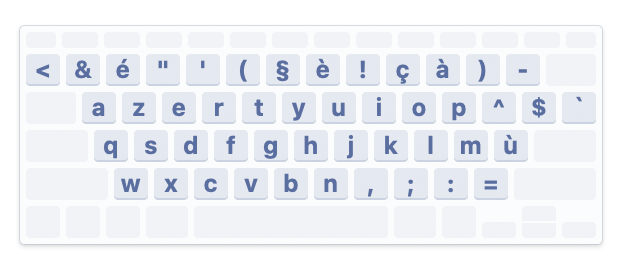 < & é " ' ( § è ! ç à ) -
a z e r t y u i o p ^ $ `
q s d f g h j k l m ù
w x c v b n , ; : =